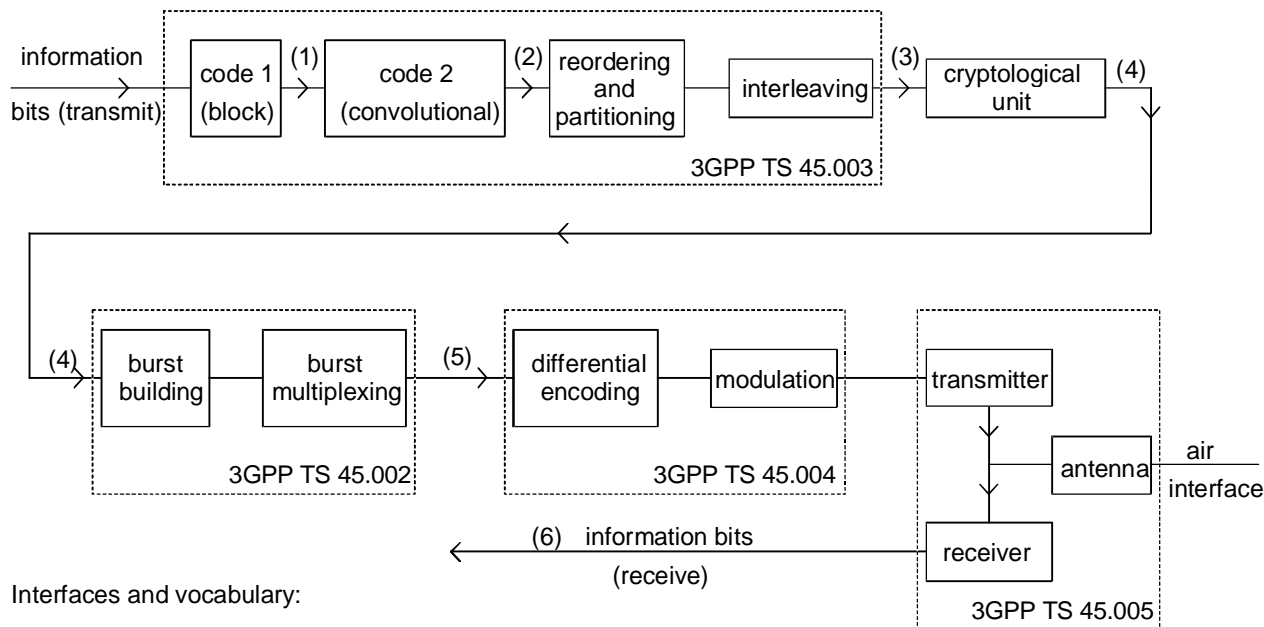 information
bits (transmit)
code 1
(block)
(1)
code 2
(convolutional)
(2)
reordering
and
partitioning
interleaving
(3)
cryptological
unit
(4)
3GPP TS 45.003
(4)
burst
building
burst
multiplexing
3GPP TS 45.002
(5)
differential
encoding
modulation
3GPP TS 45.004
transmitter
antenna
air
interface
receiver
3GPP TS 45.005
(6) information bits
(receive)
Interfaces and vocabulary: